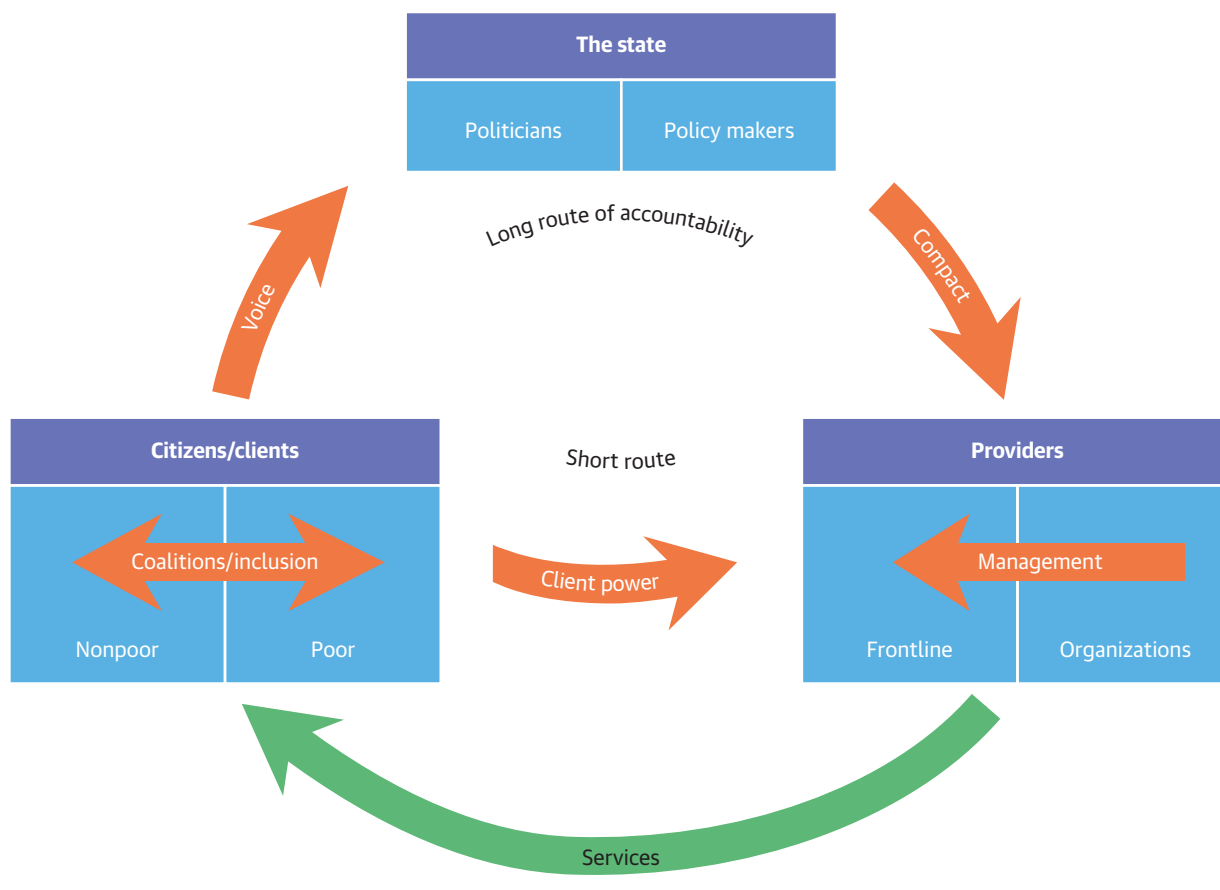 The state
Politicians
Policy makers
Long route of accountability
Voice
Compact
Citizens/clients
Short route
Providers
Coalitions/inclusion
Client power
Management
Nonpoor
Poor
Frontline
Organizations
Services